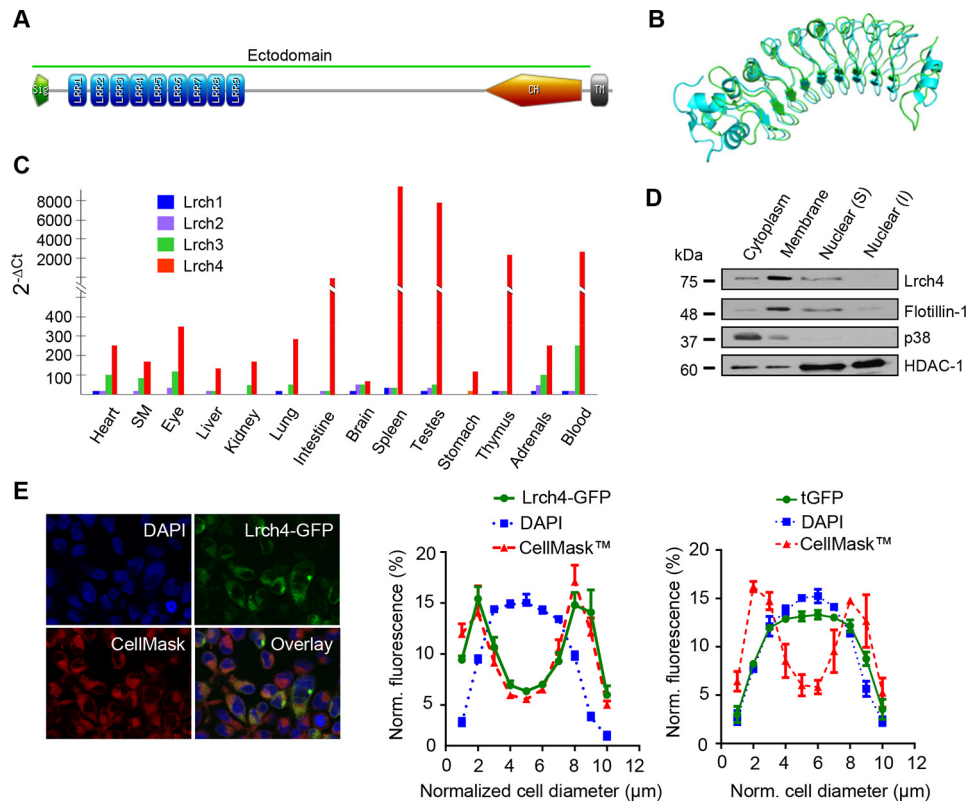 A
Ectodomain
Sig
LRR1
LRR2
LRR3
LRR4
LRR5
LRR6
LRR7
LRR8
LRR9
CH
TM
B
C
2-ΔCt
8000
6000
4000
2000
400
300
200
100
Lrch1
Lrch2
Lrch3
Lrch4
Heart
SM
Eye
Liver
Kidney
Lung
Intestine
Brain
Spleen
Testes
Stomach
Thymus
Adrenals
Blood
D
kDa
Cytoplasm
Membrane
Nuclear (S)
Nuclear (I)
75
Lrch4
48
Flotillin-1
37
p38
60
HDAC-1
E
DAPI
Lrch4-GFP
CellMask
Overlay
Lrch4-GFP
DAPI
CellMask™
Norm. fluorescence (%)
20
15
10
5
0
0 2 4 6 8 10 12
Normalized cell diameter (µm)
tGFP
DAPI
CellMask™
Norm. fluorescence (%)
20
15
10
5
0
0 2 4 6 8 10 12
Norm. cell diameter (µm)